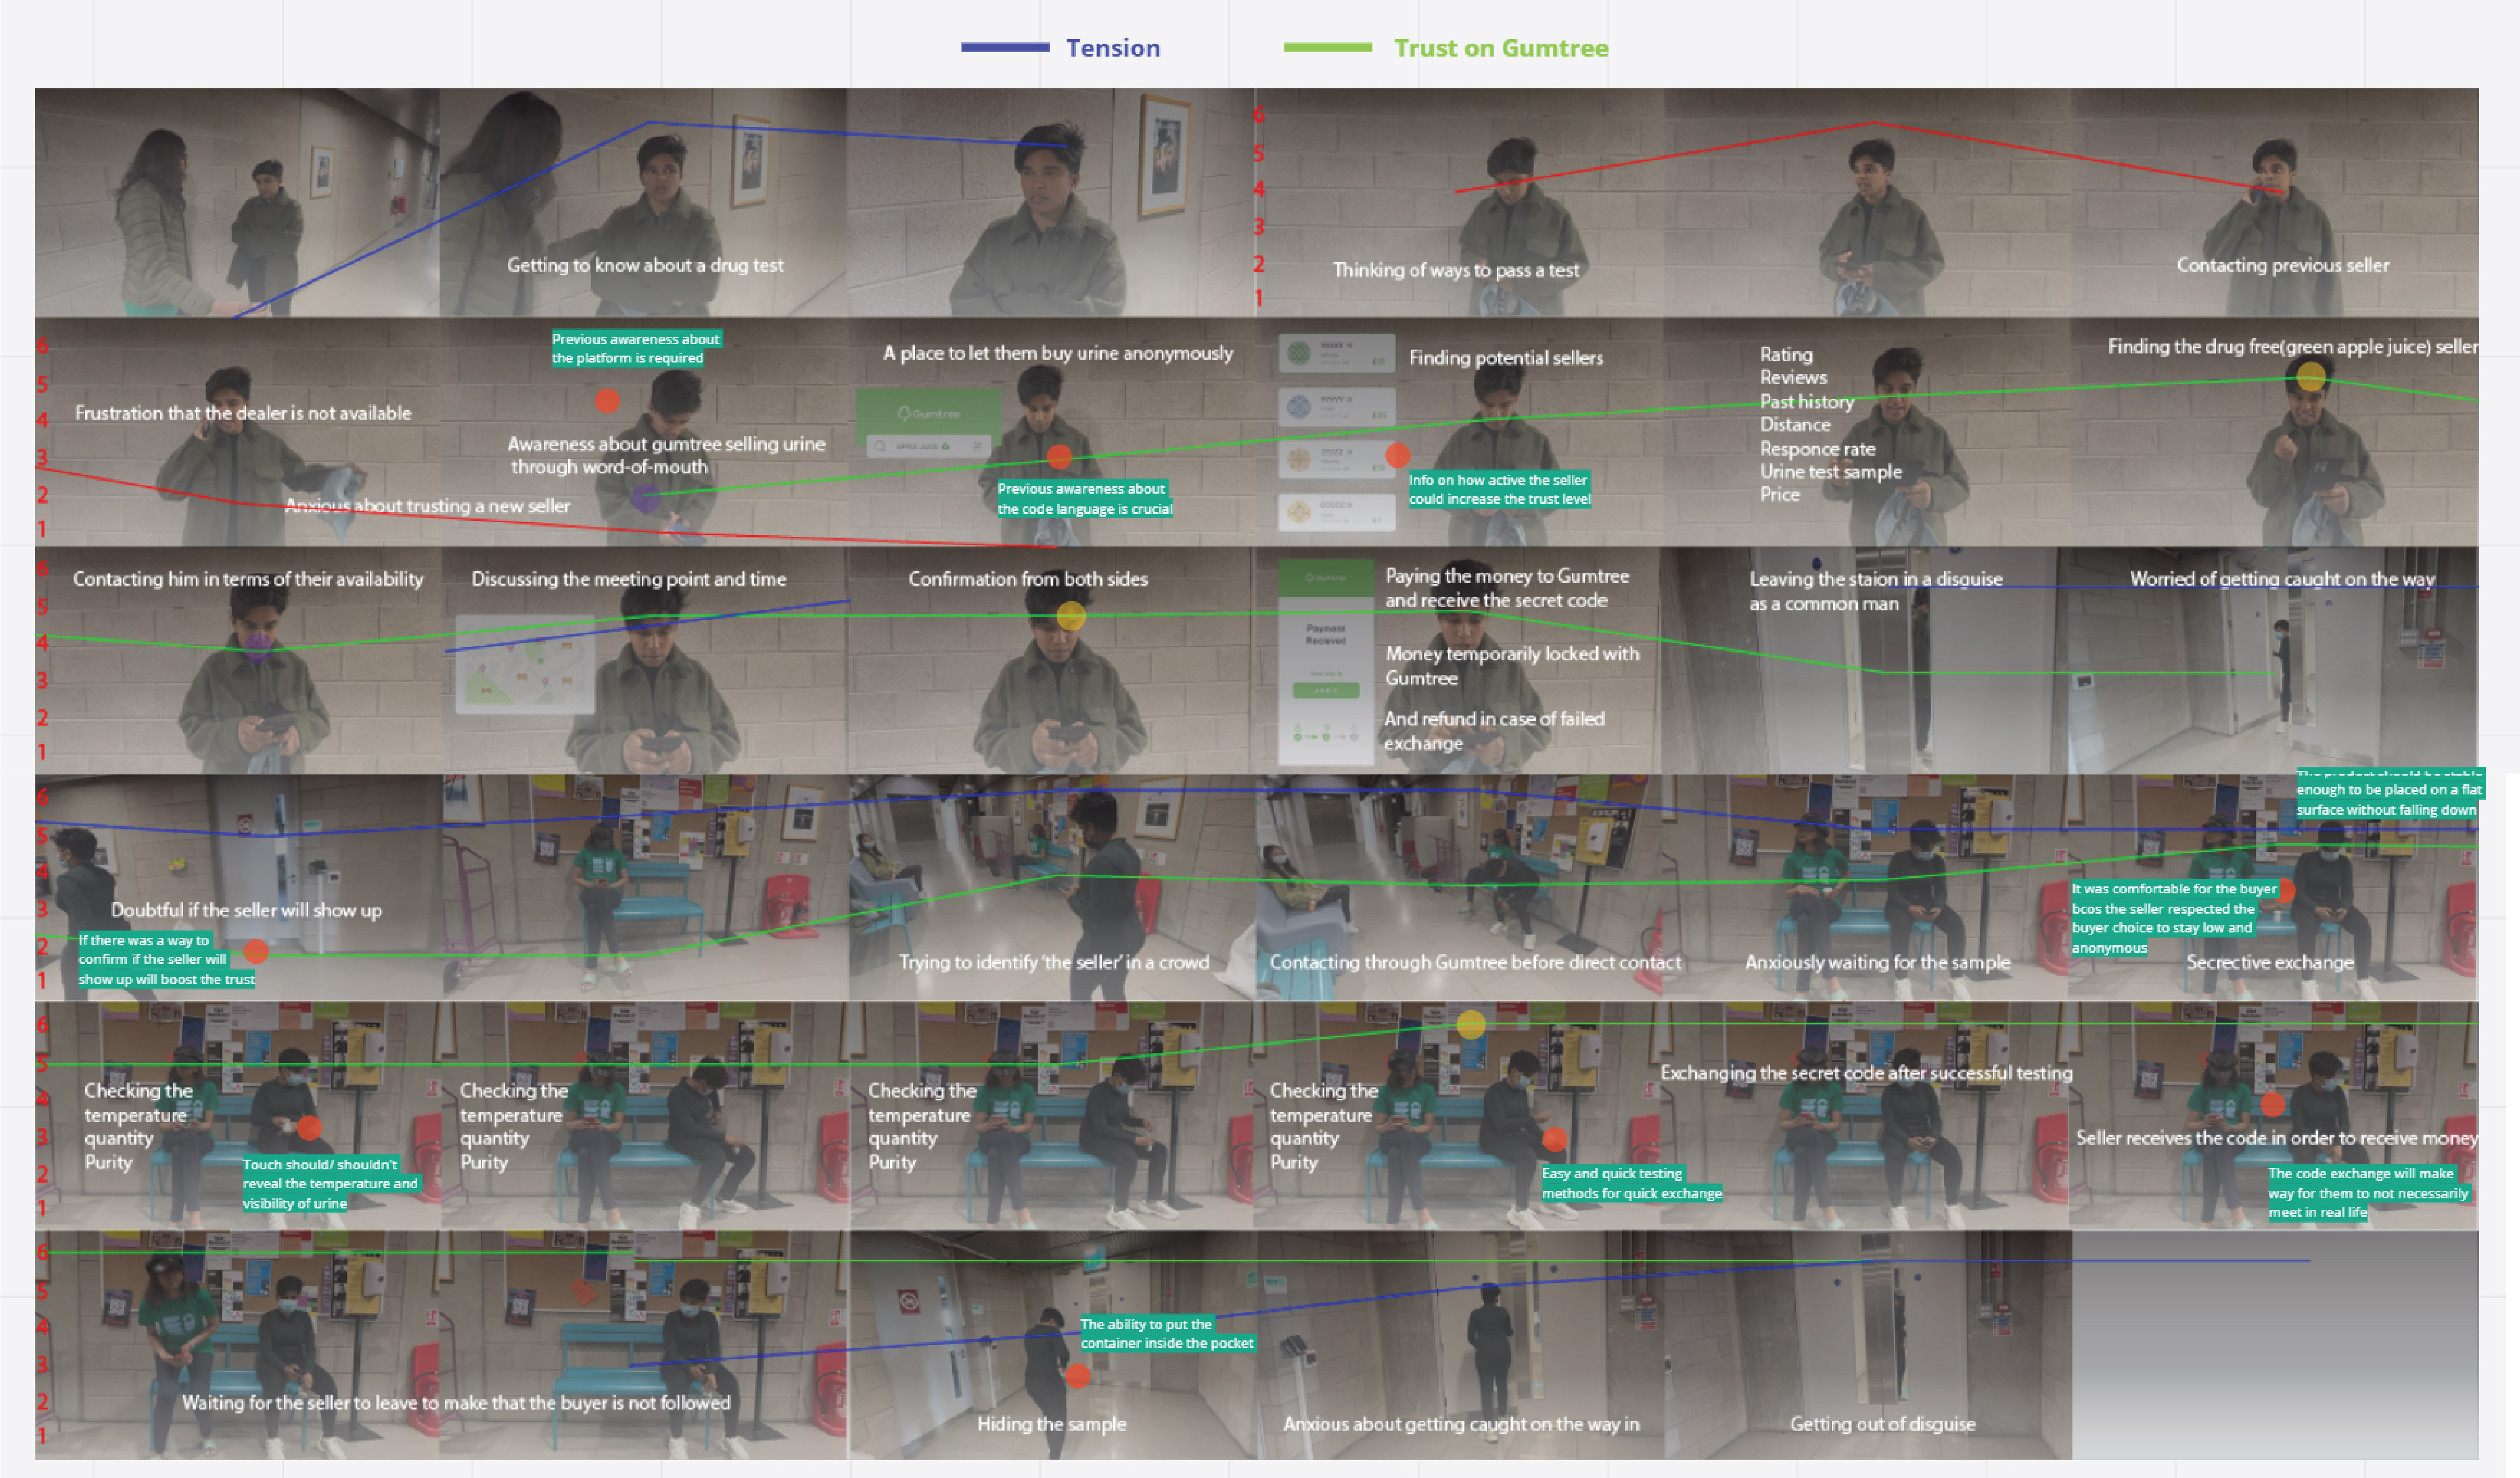 Tension
Trust on Gumtree
Getting to know about a drug test
6
5
4
3
2
1
Thinking of ways to pass a test
Contacting previous seller
6
5
4
3
2
1
Frustration that the dealer is not available
Anxious about trusting a new seller
Previous awareness about
the platform is required
Awareness about gumtree selling urine
through word-of-mouth
A place to let them buy urine anonymously
Gumtree
APPLE JUICE
Previous awareness about
the code language is crucial
Finding potential sellers
Info on how active the seller
could increase the trust level
Rating
Reviews
Past history
Distance
Responce rate
Urine test sample
Price
Finding the drug free(green apple juice) seller
6
5
4
3
2
1
Contacting him in terms of their availability
Discussing the meeting point and time
Confirmation from both sides
Gumtree
Payment
Recieved
Paying the money to Gumtree
and receive the secret code
Money temporarily locked with
Gumtree
And refund in case of failed
exchange
Leaving the staion in a disguise
as a common man
Worried of getting caught on the way
6
5
4
3
2
1
Doubtful if the seller will show up
If there was a way to
confirm if the seller will
show up will boost the trust
Trying to identify 'the seller' in a crowd
Contacting through Gumtree before direct contact
Anxiously waiting for the sample
The product should be stable
enough to be placed on a flat
surface without falling down
It was comfortable for the buyer
bcos the seller respected the
buyer choice to stay low and
anonymous
Secrective exchange
6
5
4
3
2
1
Checking the
temperature
quantity
Purity
Touch should/ shouldn't
reveal the temperature and
visibility of urine
Checking the
temperature
quantity
Purity
Checking the
temperature
quantity
Purity
Checking the
temperature
quantity
Purity
Easy and quick testing
methods for quick exchange
Exchanging the secret code after successful testing
Seller receives the code in order to receive money
The code exchange will make
way for them to not necessarily
meet in real life
6
5
4
3
2
1
Waiting for the seller to leave to make that the buyer is not followed
The ability to put the
container inside the pocket
Hiding the sample
Anxious about getting caught on the way in
Getting out of disguise